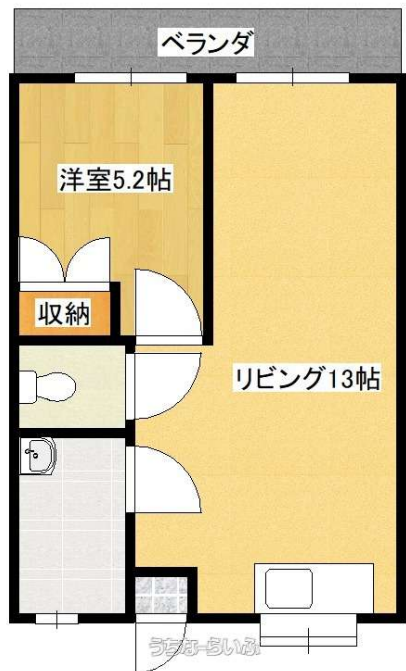 ベランダ
洋室5.2帖
収納
リビング13帖
うちなーらいふ